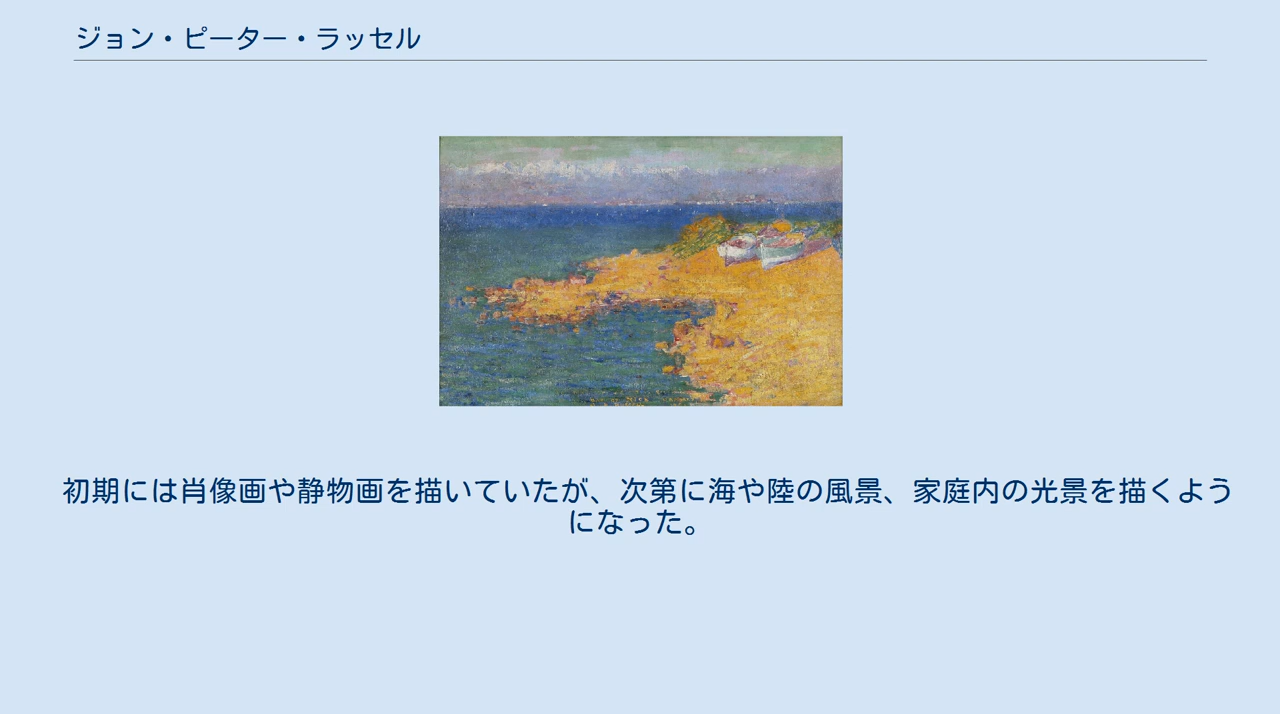 ジョン・ピーター・ラッセル
初期には肖像画や静物画を描いていたが、次第に海や陸の風景、家庭内の光景を描くよう
になった。